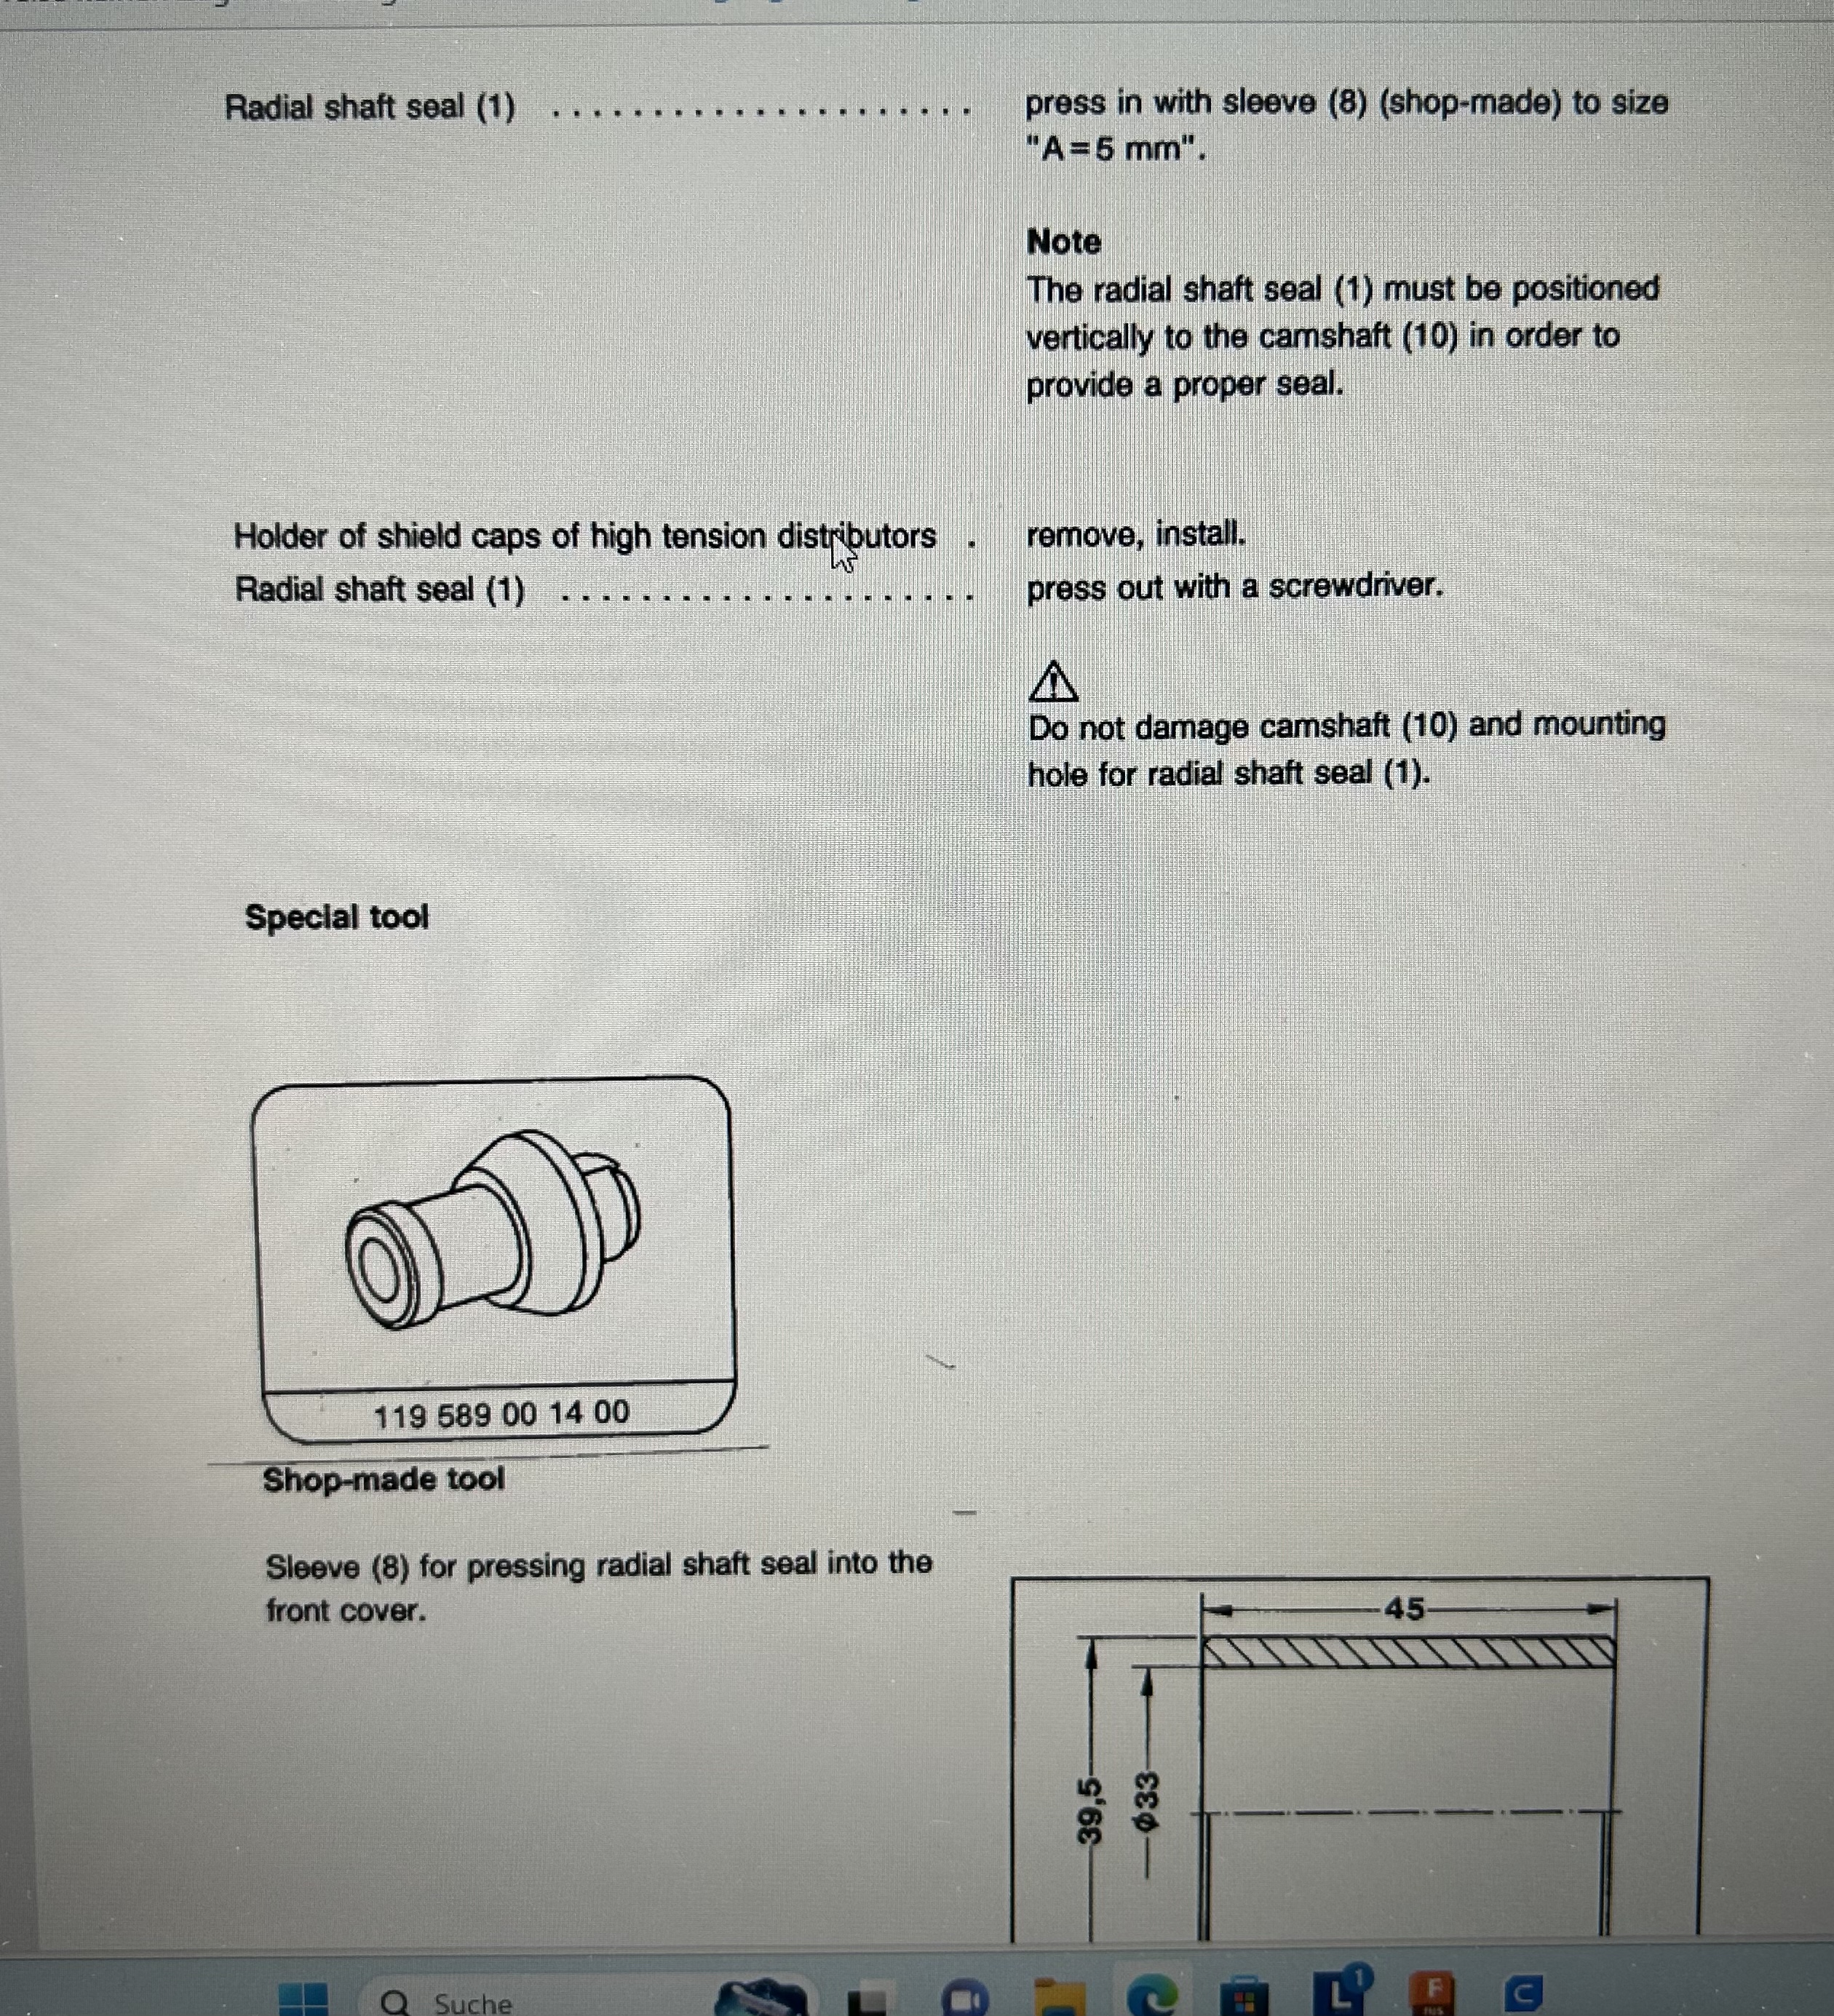 Radial shaft seal (1) . . . . . . . . . . . . . . . . . . . . . press in with sleeve (8) (shop-made) to size
"A = 5 mm".
Note
The radial shaft seal (1) must be positioned
vertically to the camshaft (10) in order to
provide a proper seal.
Holder of shield caps of high tension distributors . remove, install.
Radial shaft seal (1) . . . . . . . . . . . . . . . . . . . . . press out with a screwdriver.
Do not damage camshaft (10) and mounting
hole for radial shaft seal (1).
Special tool
119 589 00 14 00
Shop-made tool
Sleeve (8) for pressing radial shaft seal into the
front cover.
45
39,5
ϕ33
Suche
L
1
F
C